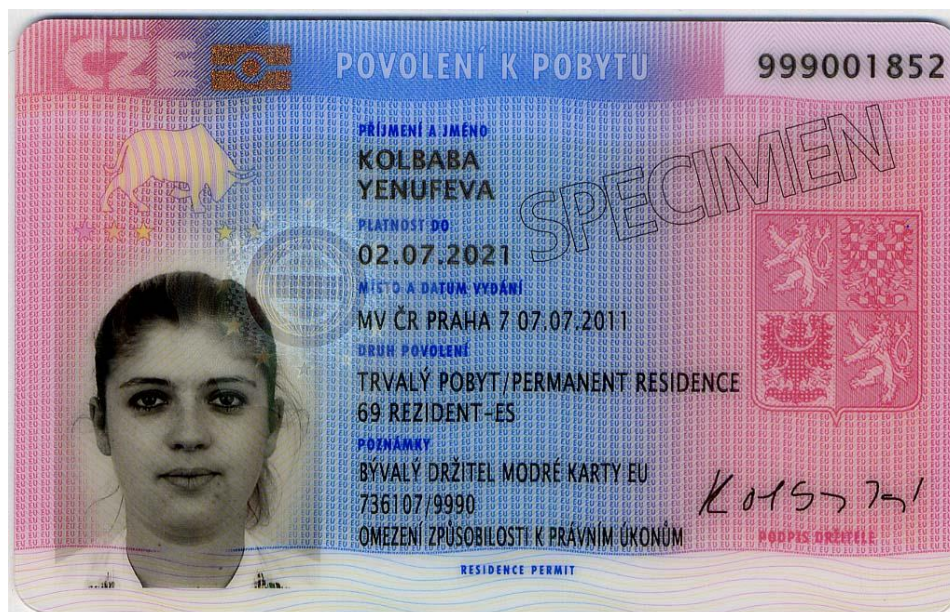 CZE
POVOLENÍ K POBYTU
999001852
PŘÍJMENÍ A JMÉNO
KOLBABA
YENUFEVA
SPECIMEN
PLATNOST DO
02.07.2021
MÍSTO A DATUM VYDÁNÍ
MV ČR PRAHA 7 07.07.2011
DRUH POVOLENÍ
TRVALÝ POBYT/PERMANENT RESIDENCE
69 REZIDENT-ES
POZNÁMKY
BÝVALÝ DRŽITEL MODRÉ KARTY EU
736107/9990
OMEZENÍ ZPŮSOBILOSTI K PRÁVNÍM ÚKONŮM
PODPIS DRŽITELE
RESIDENCE PERMIT